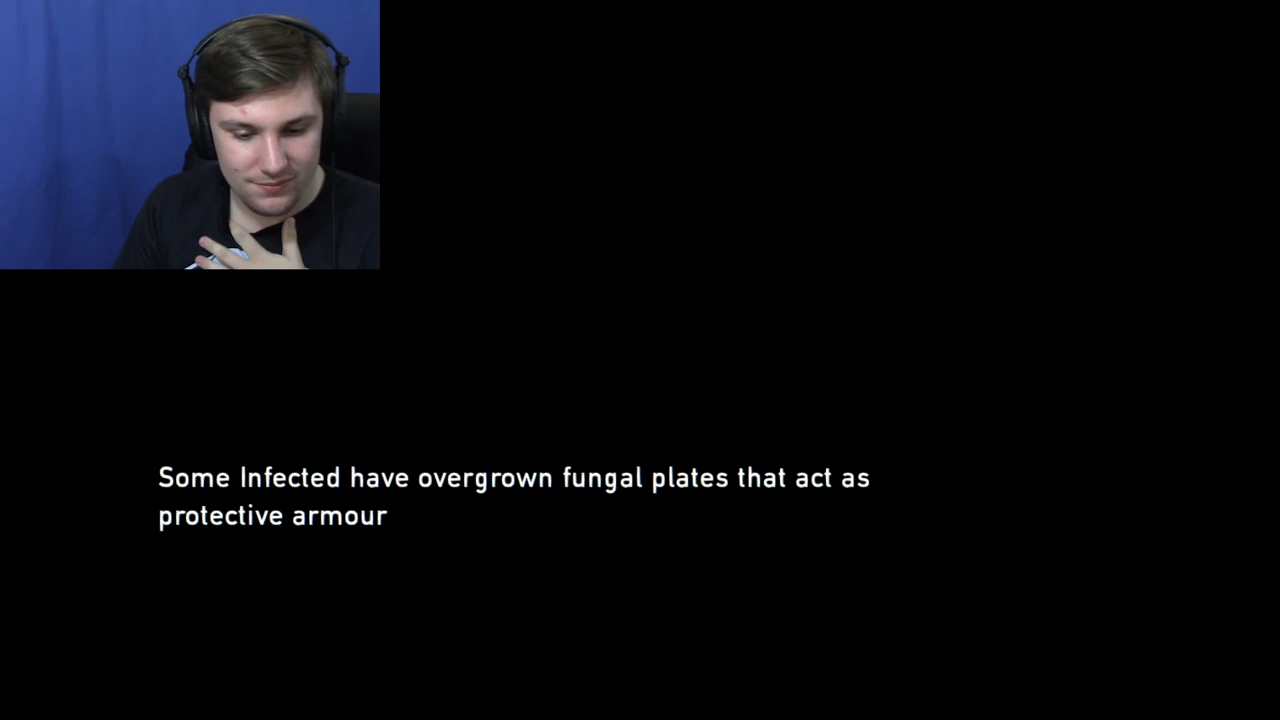 Some Infected have overgrown fungal plates that act as
protective armour